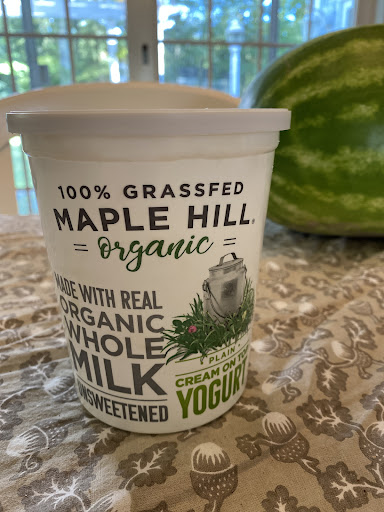 100% GRASSFED
MAPLE HILL®
= organic =
MADE WITH REAL
ORGANIC
WHOLE
MILK
UNSWEETENED
PLAIN
CREAM ON TOP
YOGURT